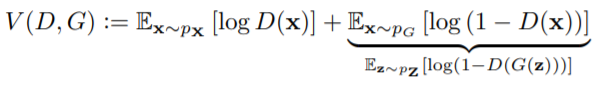 V(D, G) := 𝔼_{𝐱∼p_𝐗} [log D(𝐱)] + 𝔼_{𝐱∼p_G} [log (1 − D(𝐱))]
𝔼_{𝐳∼p_𝐙} [log(1−D(G(𝐳)))]